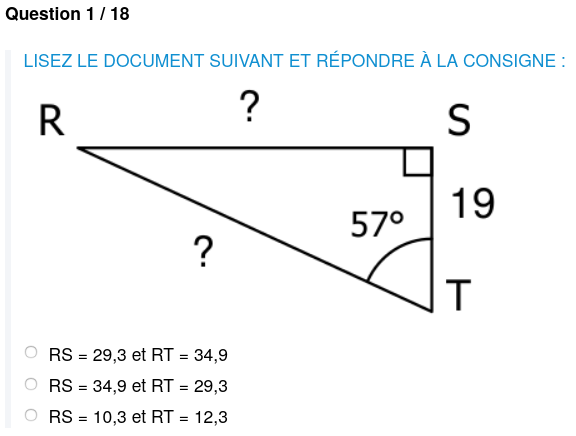 Question 1 / 18
LISEZ LE DOCUMENT SUIVANT ET RÉPONDRE À LA CONSIGNE :
R
?
S
19
57°
?
T
RS = 29,3 et RT = 34,9
RS = 34,9 et RT = 29,3
RS = 10,3 et RT = 12,3